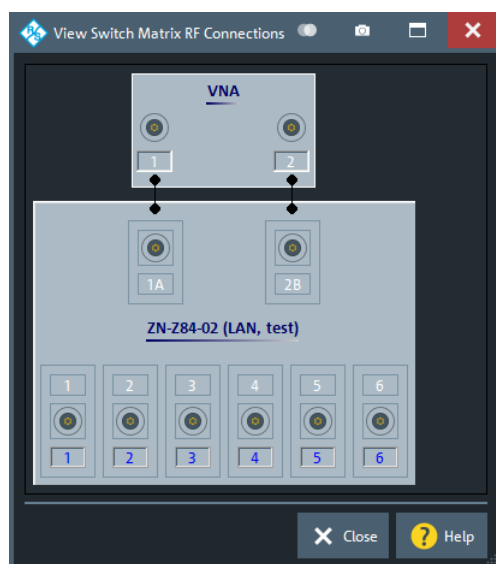 View Switch Matrix RF Connections
VNA
1 2
1A 2B
ZN-Z84-02 (LAN, test)
1 2 3 4 5 6
1 2 3 4 5 6
Close ? Help